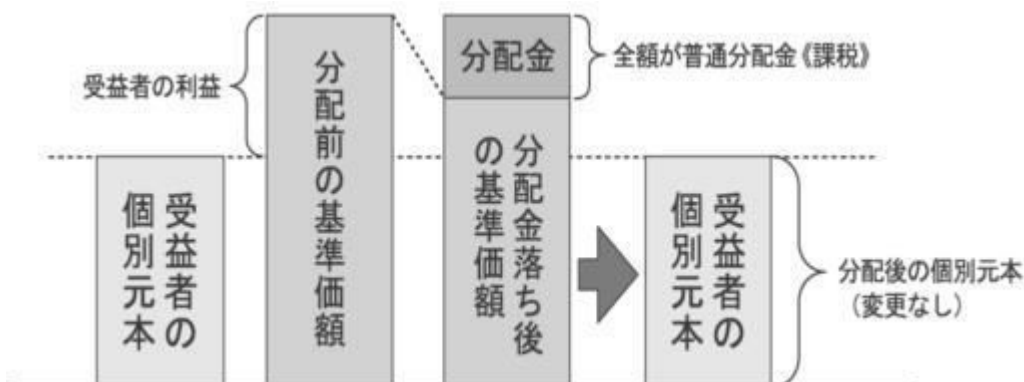 受益者の利益
受益者の
個別元本
分配前の基準価額
分配金
全額が普通分配金《課税》
分配金落ち後
の基準価額
受益者の
個別元本
分配後の個別元本
（変更なし）